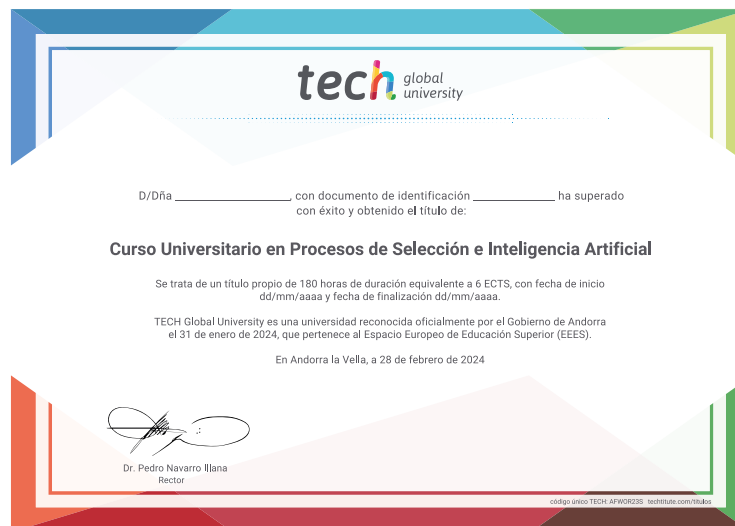 tech global university
D/Dña ____________________, con documento de identificación ______________ ha superado
con éxito y obtenido el título de:
Curso Universitario en Procesos de Selección e Inteligencia Artificial
Se trata de un título propio de 180 horas de duración equivalente a 6 ECTS, con fecha de inicio
dd/mm/aaaa y fecha de finalización dd/mm/aaaa.
TECH Global University es una universidad reconocida oficialmente por el Gobierno de Andorra
el 31 de enero de 2024, que pertenece al Espacio Europeo de Educación Superior (EEES).
En Andorra la Vella, a 28 de febrero de 2024
Dr. Pedro Navarro Illana
Rector
código único TECH: AFWOR23S techtitute.com/titulos